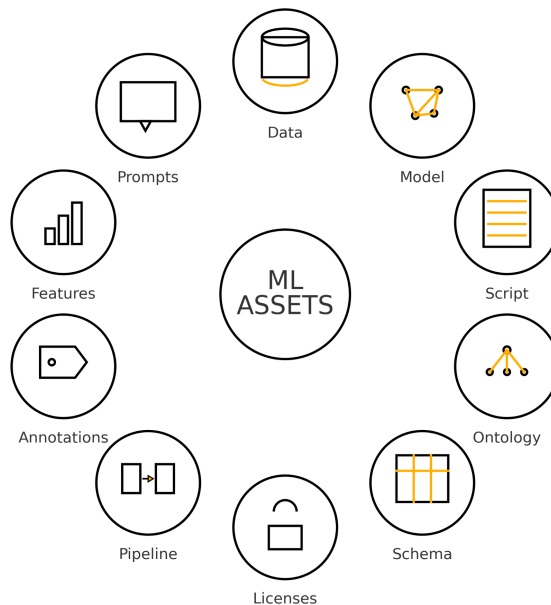 Data
Prompts
Model
Features
Script
ML
ASSETS
Annotations
Ontology
Pipeline
Schema
Licenses